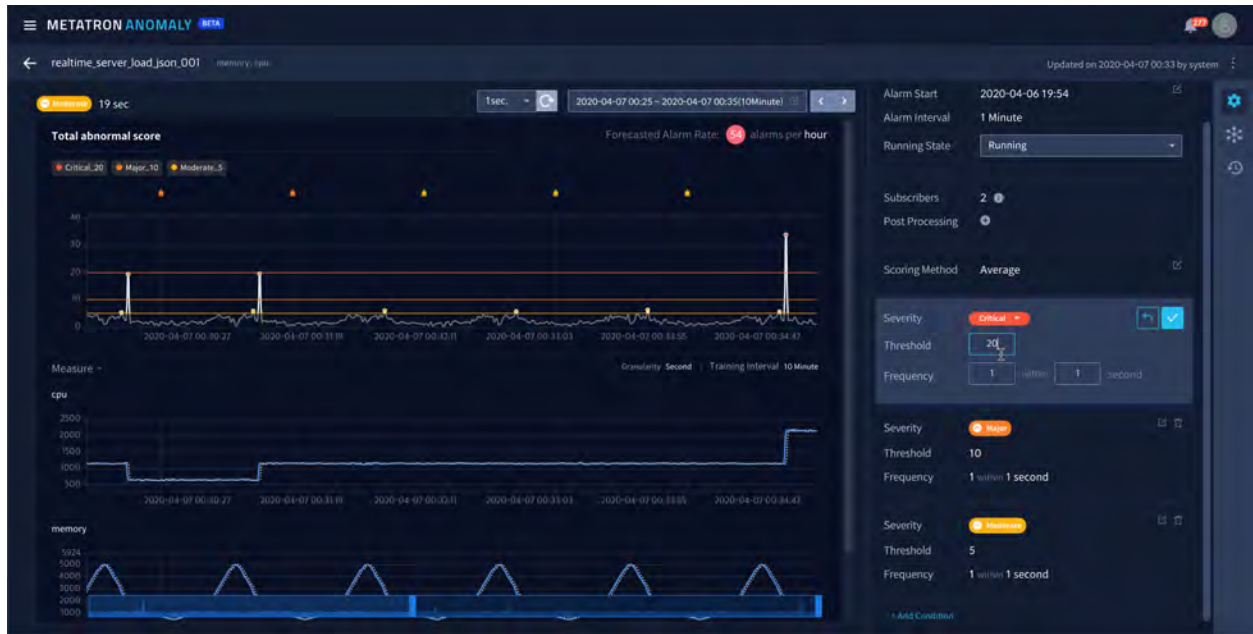 METATRON ANOMALY BETA
277
realtime_server_load_json_001 memory, cpu
Updated on 2020-04-07 00:33 by system
Moderate 19 sec
1sec.
2020-04-07 00:25 ~ 2020-04-07 00:35(10Minute)
Total abnormal score
Forecasted Alarm Rate: 54 alarms per hour
Critical_20 Major_10 Moderate_5
40
30
20
10
0
2020-04-07 00:30:27 2020-04-07 00:31:19 2020-04-07 00:32:11 2020-04-07 00:33:03 2020-04-07 00:33:55 2020-04-07 00:34:47
Measure
Granularity Second Training Interval 10 Minute
cpu
2500
2000
1500
1000
500
2020-04-07 00:30:27 2020-04-07 00:31:19 2020-04-07 00:32:11 2020-04-07 00:33:03 2020-04-07 00:33:55 2020-04-07 00:34:47
memory
5924
5000
4000
3000
2000
1000
Alarm Start 2020-04-06 19:54
Alarm Interval 1 Minute
Running State Running
Subscribers 2
Post Processing
Scoring Method Average
Severity Critical
Threshold 20
Frequency 1 within 1 second
Severity Major
Threshold 10
Frequency 1 within 1 second
Severity Moderate
Threshold 5
Frequency 1 within 1 second
+ Add Condition